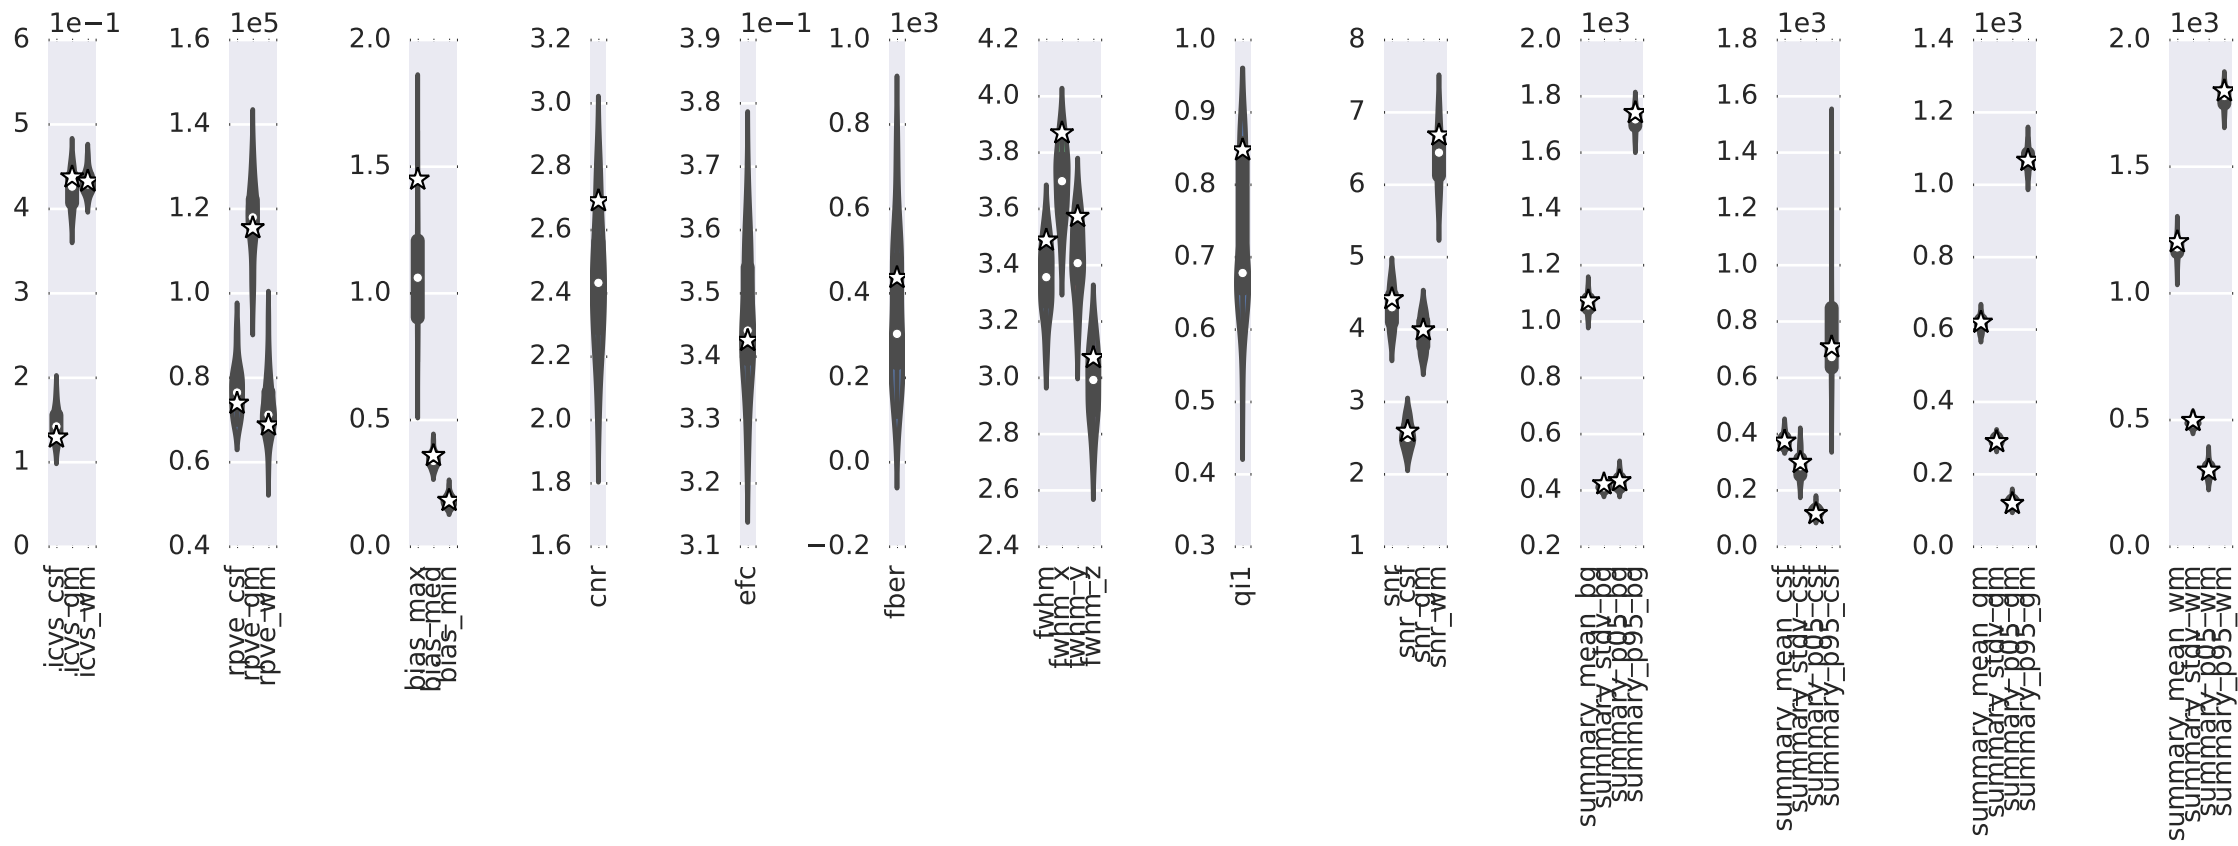 1e−1
6
5
4
3
2
1
0
icvs_csf
icvs_gm
icvs_wm
1e5
1.6
1.4
1.2
1.0
0.8
0.6
0.4
rpve_csf
rpve_gm
rpve_wm
2.0
1.5
1.0
0.5
0.0
bias_max
bias_med
bias_min
3.2
3.0
2.8
2.6
2.4
2.2
2.0
1.8
1.6
cnr
1e−1
3.9
3.8
3.7
3.6
3.5
3.4
3.3
3.2
3.1
efc
1e3
1.0
0.8
0.6
0.4
0.2
0.0
−0.2
fber
4.2
4.0
3.8
3.6
3.4
3.2
3.0
2.8
2.6
2.4
fwhm
fwhm_x
fwhm_y
fwhm_z
1.0
0.9
0.8
0.7
0.6
0.5
0.4
0.3
qi1
8
7
6
5
4
3
2
1
snr
snr_csf
snr_gm
snr_wm
1e3
2.0
1.8
1.6
1.4
1.2
1.0
0.8
0.6
0.4
0.2
summary_mean_bg
summary_stdv_bg
summary_p05_bg
summary_p95_bg
1e3
1.8
1.6
1.4
1.2
1.0
0.8
0.6
0.4
0.2
0.0
summary_mean_csf
summary_stdv_csf
summary_p05_csf
summary_p95_csf
1e3
1.4
1.2
1.0
0.8
0.6
0.4
0.2
0.0
summary_mean_gm
summary_stdv_gm
summary_p05_gm
summary_p95_gm
1e3
2.0
1.5
1.0
0.5
0.0
summary_mean_wm
summary_stdv_wm
summary_p05_wm
summary_p95_wm